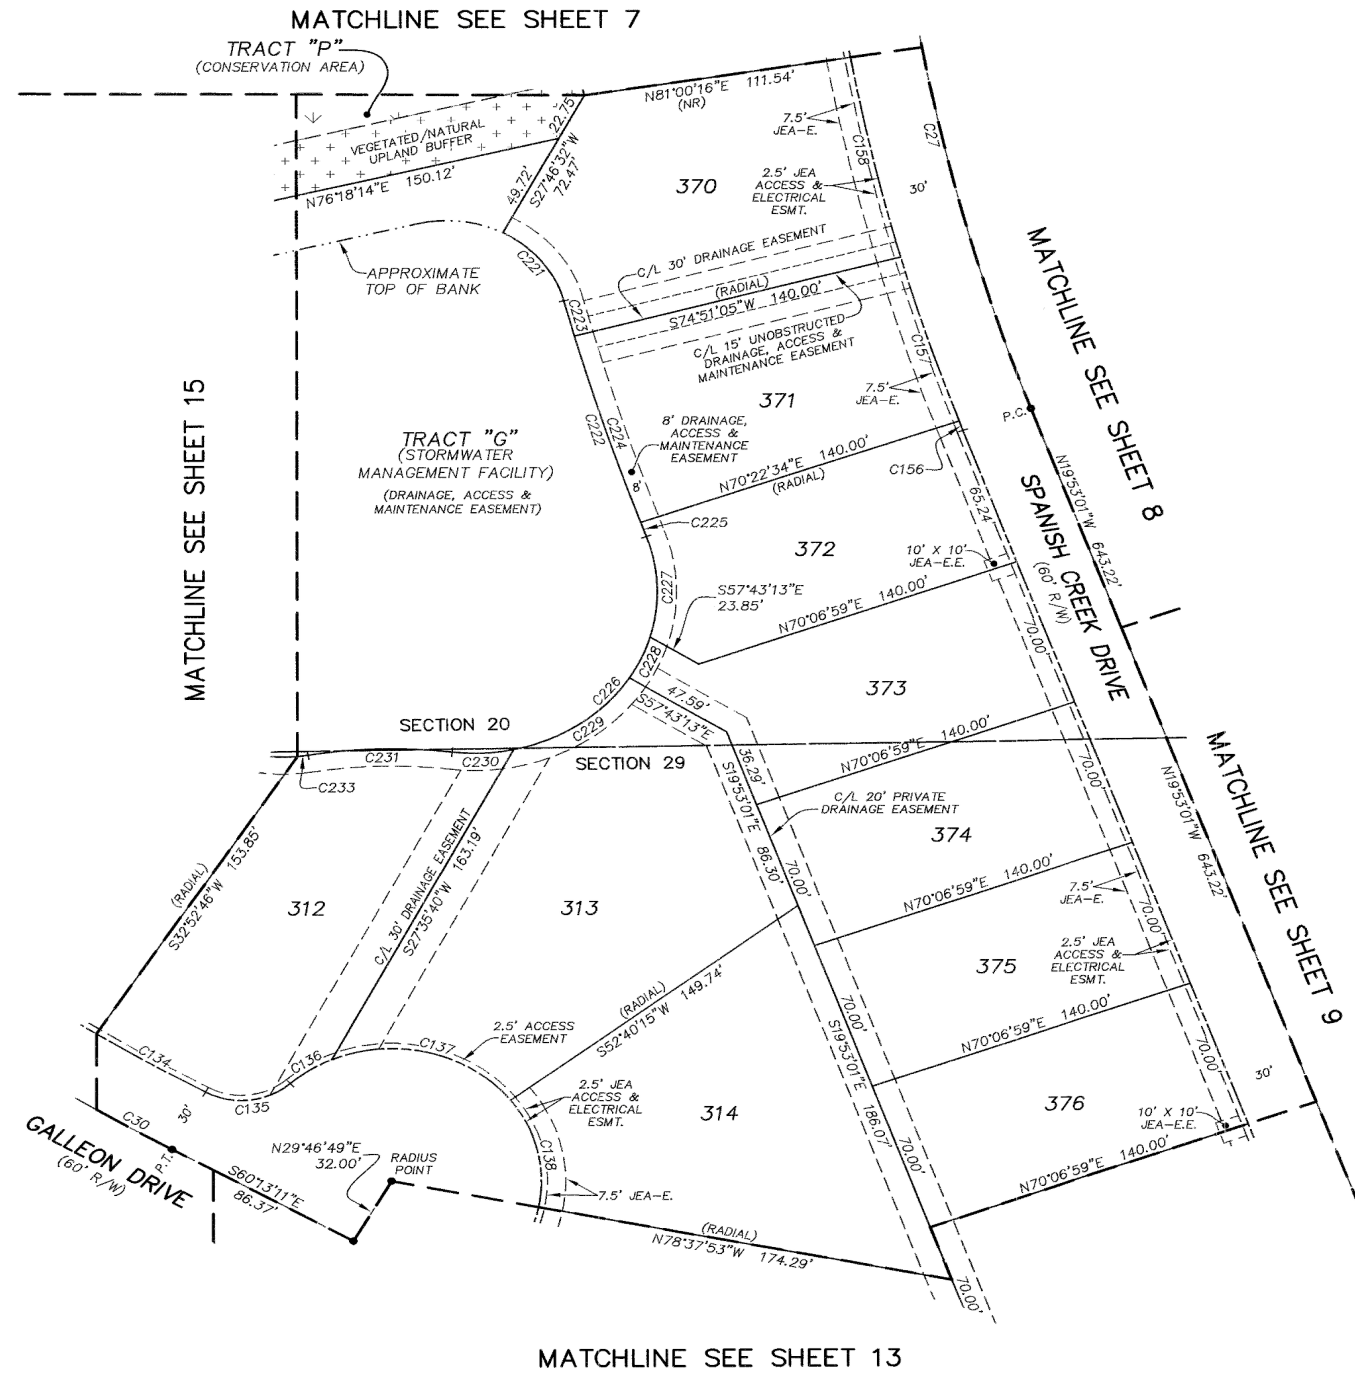 MATCHLINE SEE SHEET 7
TRACT "P"
(CONSERVATION AREA)
N81°00'16"E 111.54'
(NR)
22.75'
VEGETATED/NATURAL
UPLAND BUFFER
N76°18'14"E 150.12'
49.72'
S27°46'32"W
72.47'
7.5'
JEA-E.
C158
C27
30'
370
2.5' JEA
ACCESS &
ELECTRICAL
ESMT.
C221
APPROXIMATE
TOP OF BANK
C/L 30' DRAINAGE EASEMENT
(RADIAL)
S74°51'05"W 140.00'
C223
C/L 15' UNOBSTRUCTED
DRAINAGE, ACCESS &
MAINTENANCE EASEMENT
C157
MATCHLINE SEE SHEET 8
MATCHLINE SEE SHEET 15
371
7.5'
JEA-E.
P.C.
C222
C224
8' DRAINAGE,
ACCESS &
MAINTENANCE
EASEMENT
8'
TRACT "G"
(STORMWATER
MANAGEMENT FACILITY)
(DRAINAGE, ACCESS &
MAINTENANCE EASEMENT)
N70°22'34"E 140.00'
(RADIAL)
C156
N19°53'01"W 643.22'
65.24'
SPANISH CREEK DRIVE
(60' R/W)
C225
372
10' X 10'
JEA-E.E.
C227
S57°43'13"E
23.85'
N70°06'59"E 140.00'
70.00'
C228
C226
47.59'
S57°43'13"E
373
C229
SECTION 20
SECTION 29
C231
C230
C233
N70°06'59"E 140.00'
36.29'
S19°53'01"E 86.30'
C/L 20' PRIVATE
DRAINAGE EASEMENT
70.00'
N19°53'01"W 643.22'
MATCHLINE SEE SHEET 9
374
(RADIAL)
S32°52'46"W 153.85'
C/L 30' DRAINAGE EASEMENT
S27°35'40"W 163.19'
312
313
70.00'
N70°06'59"E 140.00'
7.5'
JEA-E.
70.00'
375
2.5' JEA
ACCESS &
ELECTRICAL
ESMT.
(RADIAL)
S52°40'15"W 149.74'
70.00'
S19°53'01"E 186.07'
N70°06'59"E 140.00'
70.00'
2.5' ACCESS
EASEMENT
C134
C136
C137
C135
30'
2.5' JEA
ACCESS &
ELECTRICAL
ESMT.
314
376
30'
10' X 10'
JEA-E.E.
C30
GALLEON DRIVE
(60' R/W)
P.T.
S60°13'11"E
86.37'
N29°46'49"E
32.00'
RADIUS
POINT
C138
7.5' JEA-E.
70.00'
N70°06'59"E 140.00'
(RADIAL)
N78°37'53"W 174.29'
70.00'
MATCHLINE SEE SHEET 13